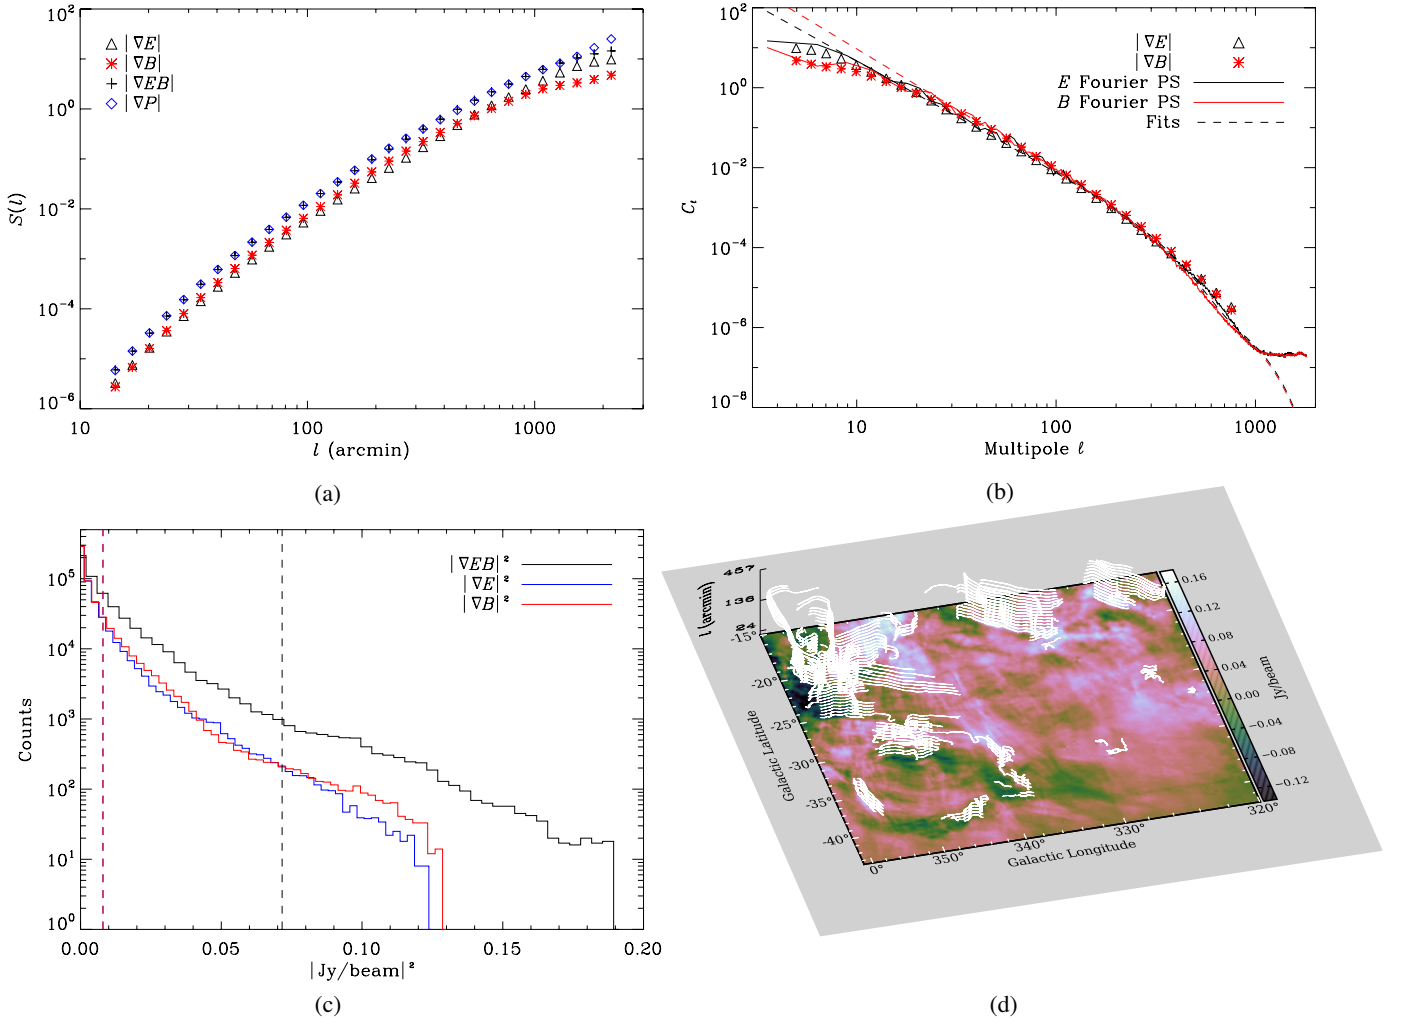 10²
10⁰
10⁻²
10⁻⁴
10⁻⁶
S(l)
|∇E|
|∇B|
|∇EB|
|∇P|
10 100 1000
l (arcmin)
(a)
10²
10⁰
10⁻²
10⁻⁴
10⁻⁶
10⁻⁸
Cℓ
|∇E|
|∇B|
E Fourier PS
B Fourier PS
Fits
10 100 1000
Multipole ℓ
(b)
10⁵
10⁴
10³
10²
10¹
10⁰
Counts
|∇EB|²
|∇E|²
|∇B|²
0.00 0.05 0.10 0.15 0.20
|Jy/beam|²
(c)
457
136
24
l (arcmin)
-15°
-20°
-25°
-30°
-35°
-40°
Galactic Latitude
0° 350° 340° 330° 320°
Galactic Longitude
0.16
0.12
0.08
0.04
0.00
−0.04
−0.08
−0.12
Jy/beam
(d)